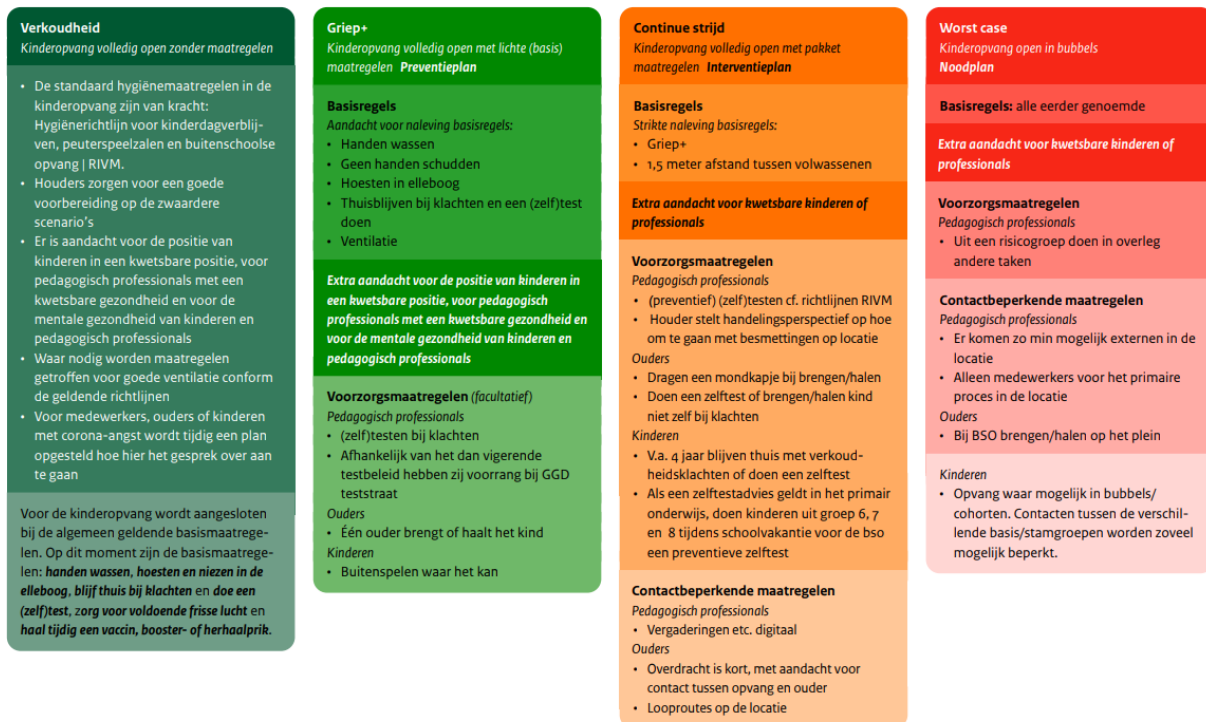 Verkoudheid
Kinderopvang volledig open zonder maatregelen
• De standaard hygiënemaatregelen in de
kinderopvang zijn van kracht:
Hygiënerichtlijn voor kinderdagverblij-
ven, peuterspeelzalen en buitenschoolse
opvang | RIVM.
• Houders zorgen voor een goede
voorbereiding op de zwaardere
scenario’s
• Er is aandacht voor de positie van
kinderen in een kwetsbare positie, voor
pedagogisch professionals met een
kwetsbare gezondheid en voor de
mentale gezondheid van kinderen en
pedagogisch professionals
• Waar nodig worden maatregelen
getroffen voor goede ventilatie conform
de geldende richtlijnen
• Voor medewerkers, ouders of kinderen
met corona-angst wordt tijdig een plan
opgesteld hoe hier het gesprek over aan
te gaan
Voor de kinderopvang wordt aangesloten
bij de algemeen geldende basismaatrege-
len. Op dit moment zijn de basismaatrege-
len: handen wassen, hoesten en niezen in de
elleboog, blijf thuis bij klachten en doe een
(zelf)test, zorg voor voldoende frisse lucht en
haal tijdig een vaccin, booster- of herhaalprik.
Griep+
Kinderopvang volledig open met lichte (basis)
maatregelen Preventieplan
Basisregels
Aandacht voor naleving basisregels:
• Handen wassen
• Geen handen schudden
• Hoesten in elleboog
• Thuisblijven bij klachten en een (zelf)test
doen
• Ventilatie
Extra aandacht voor de positie van kinderen in
een kwetsbare positie, voor pedagogisch
professionals met een kwetsbare gezondheid en
voor de mentale gezondheid van kinderen en
pedagogisch professionals
Voorzorgsmaatregelen (facultatief)
Pedagogisch professionals
• (zelf)testen bij klachten
• Afhankelijk van het dan vigerende
testbeleid hebben zij voorrang bij GGD
teststraat
Ouders
• Één ouder brengt of haalt het kind
Kinderen
• Buitenspelen waar het kan
Continue strijd
Kinderopvang volledig open met pakket
maatregelen Interventieplan
Basisregels
Strikte naleving basisregels:
• Griep+
• 1,5 meter afstand tussen volwassenen
Extra aandacht voor kwetsbare kinderen of
professionals
Voorzorgsmaatregelen
Pedagogisch professionals
• (preventief) (zelf)testen cf. richtlijnen RIVM
• Houder stelt handelingsperspectief op hoe
om te gaan met besmettingen op locatie
Ouders
• Dragen een mondkapje bij brengen/halen
• Doen een zelftest of brengen/halen kind
niet zelf bij klachten
Kinderen
• V.a. 4 jaar blijven thuis met verkoud-
heidsklachten of doen een zelftest
• Als een zelftestadvies geldt in het primair
onderwijs, doen kinderen uit groep 6, 7
en 8 tijdens schoolvakantie voor de bso
een preventieve zelftest
Contactbeperkende maatregelen
Pedagogisch professionals
• Vergaderingen etc. digitaal
Ouders
• Overdracht is kort, met aandacht voor
contact tussen opvang en ouder
• Looproutes op de locatie
Worst case
Kinderopvang open in bubbels
Noodplan
Basisregels: alle eerder genoemde
Extra aandacht voor kwetsbare kinderen of
professionals
Voorzorgsmaatregelen
Pedagogisch professionals
• Uit een risicogroep doen in overleg
andere taken
Contactbeperkende maatregelen
Pedagogisch professionals
• Er komen zo min mogelijk externen in de
locatie
• Alleen medewerkers voor het primaire
proces in de locatie
Ouders
• Bij BSO brengen/halen op het plein
Kinderen
• Opvang waar mogelijk in bubbels/
cohorten. Contacten tussen de verschil-
lende basis/stamgroepen worden zoveel
mogelijk beperkt.